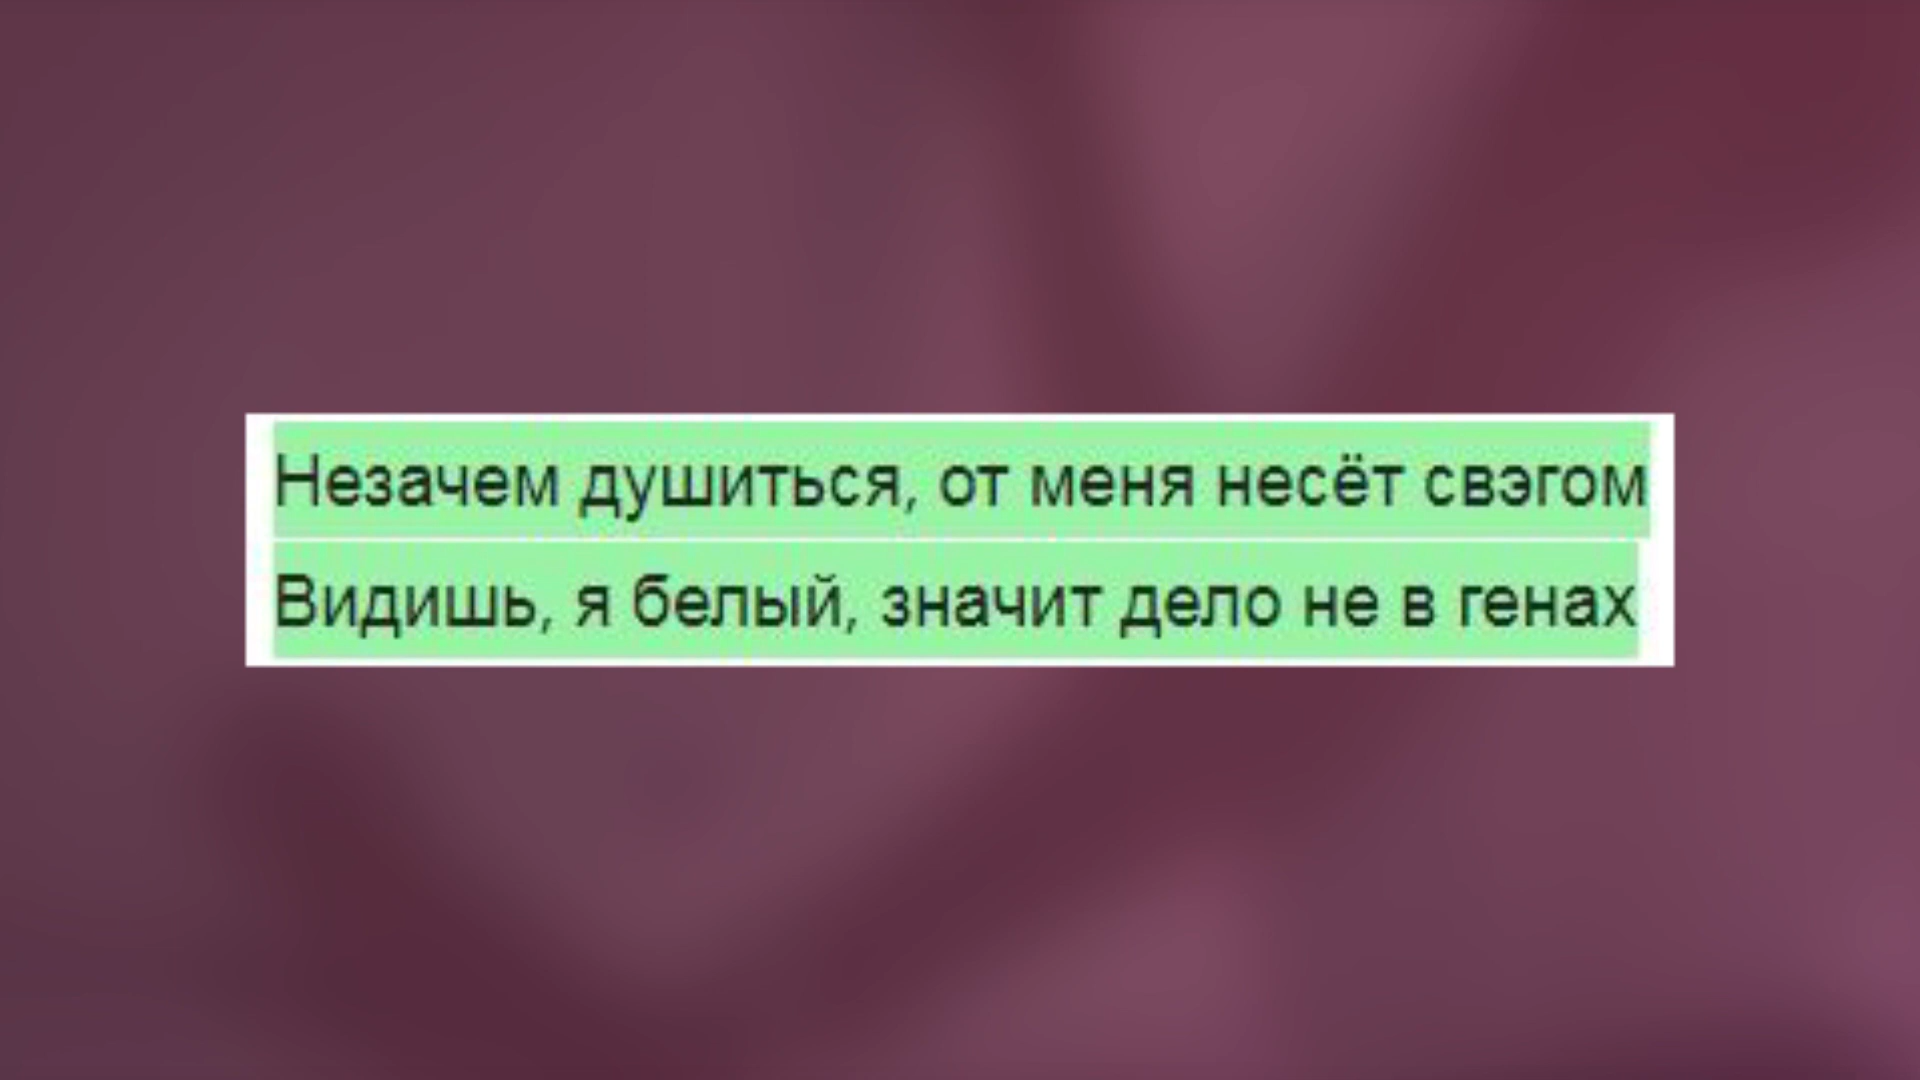 Незачем душиться, от меня несёт свэгом
Видишь, я белый, значит дело не в генах